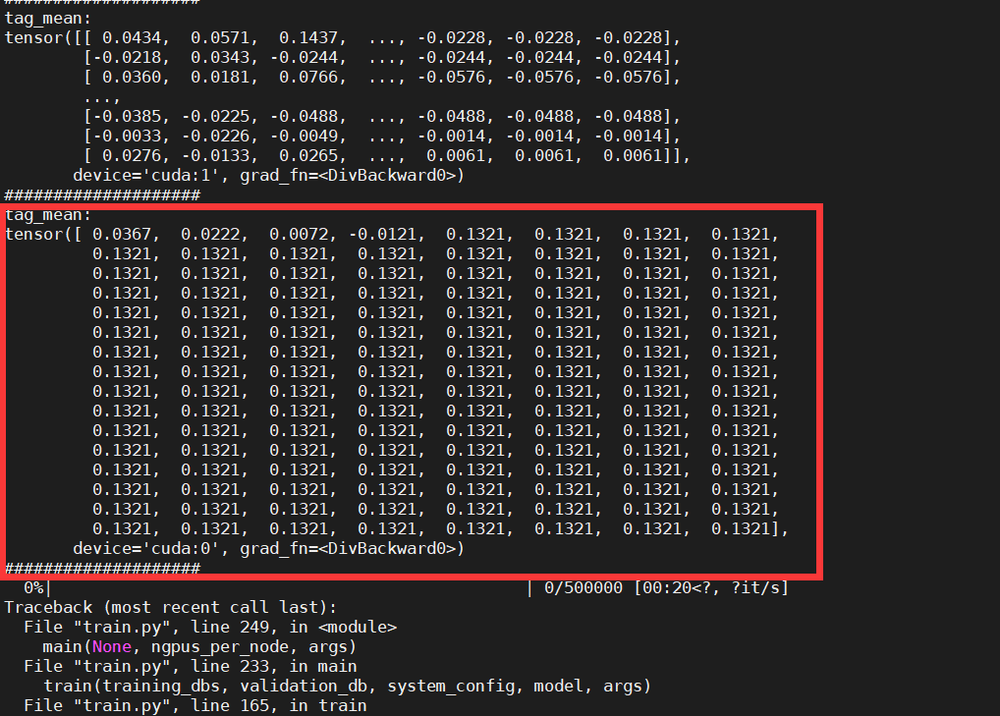 ####################
tag_mean:
tensor([[ 0.0434,  0.0571,  0.1437,  ..., -0.0228, -0.0228, -0.0228],
        [-0.0218,  0.0343, -0.0244,  ..., -0.0244, -0.0244, -0.0244],
        [ 0.0360,  0.0181,  0.0766,  ..., -0.0576, -0.0576, -0.0576],
        ...,
        [-0.0385, -0.0225, -0.0488,  ..., -0.0488, -0.0488, -0.0488],
        [-0.0033, -0.0226, -0.0049,  ..., -0.0014, -0.0014, -0.0014],
        [ 0.0276, -0.0133,  0.0265,  ...,  0.0061,  0.0061,  0.0061]],
       device='cuda:1', grad_fn=<DivBackward0>)
####################
tag_mean:
tensor([ 0.0367,  0.0222,  0.0072, -0.0121,  0.1321,  0.1321,  0.1321,  0.1321,
         0.1321,  0.1321,  0.1321,  0.1321,  0.1321,  0.1321,  0.1321,  0.1321,
         0.1321,  0.1321,  0.1321,  0.1321,  0.1321,  0.1321,  0.1321,  0.1321,
         0.1321,  0.1321,  0.1321,  0.1321,  0.1321,  0.1321,  0.1321,  0.1321,
         0.1321,  0.1321,  0.1321,  0.1321,  0.1321,  0.1321,  0.1321,  0.1321,
         0.1321,  0.1321,  0.1321,  0.1321,  0.1321,  0.1321,  0.1321,  0.1321,
         0.1321,  0.1321,  0.1321,  0.1321,  0.1321,  0.1321,  0.1321,  0.1321,
         0.1321,  0.1321,  0.1321,  0.1321,  0.1321,  0.1321,  0.1321,  0.1321,
         0.1321,  0.1321,  0.1321,  0.1321,  0.1321,  0.1321,  0.1321,  0.1321,
         0.1321,  0.1321,  0.1321,  0.1321,  0.1321,  0.1321,  0.1321,  0.1321,
         0.1321,  0.1321,  0.1321,  0.1321,  0.1321,  0.1321,  0.1321,  0.1321,
         0.1321,  0.1321,  0.1321,  0.1321,  0.1321,  0.1321,  0.1321,  0.1321,
         0.1321,  0.1321,  0.1321,  0.1321,  0.1321,  0.1321,  0.1321,  0.1321,
         0.1321,  0.1321,  0.1321,  0.1321,  0.1321,  0.1321,  0.1321,  0.1321,
         0.1321,  0.1321,  0.1321,  0.1321,  0.1321,  0.1321,  0.1321,  0.1321,
         0.1321,  0.1321,  0.1321,  0.1321,  0.1321,  0.1321,  0.1321,  0.1321],
       device='cuda:0', grad_fn=<DivBackward0>)
####################
  0%|                                                 | 0/500000 [00:20<?, ?it/s]
Traceback (most recent call last):
  File "train.py", line 249, in <module>
    main(None, ngpus_per_node, args)
  File "train.py", line 233, in main
    train(training_dbs, validation_db, system_config, model, args)
  File "train.py", line 165, in train